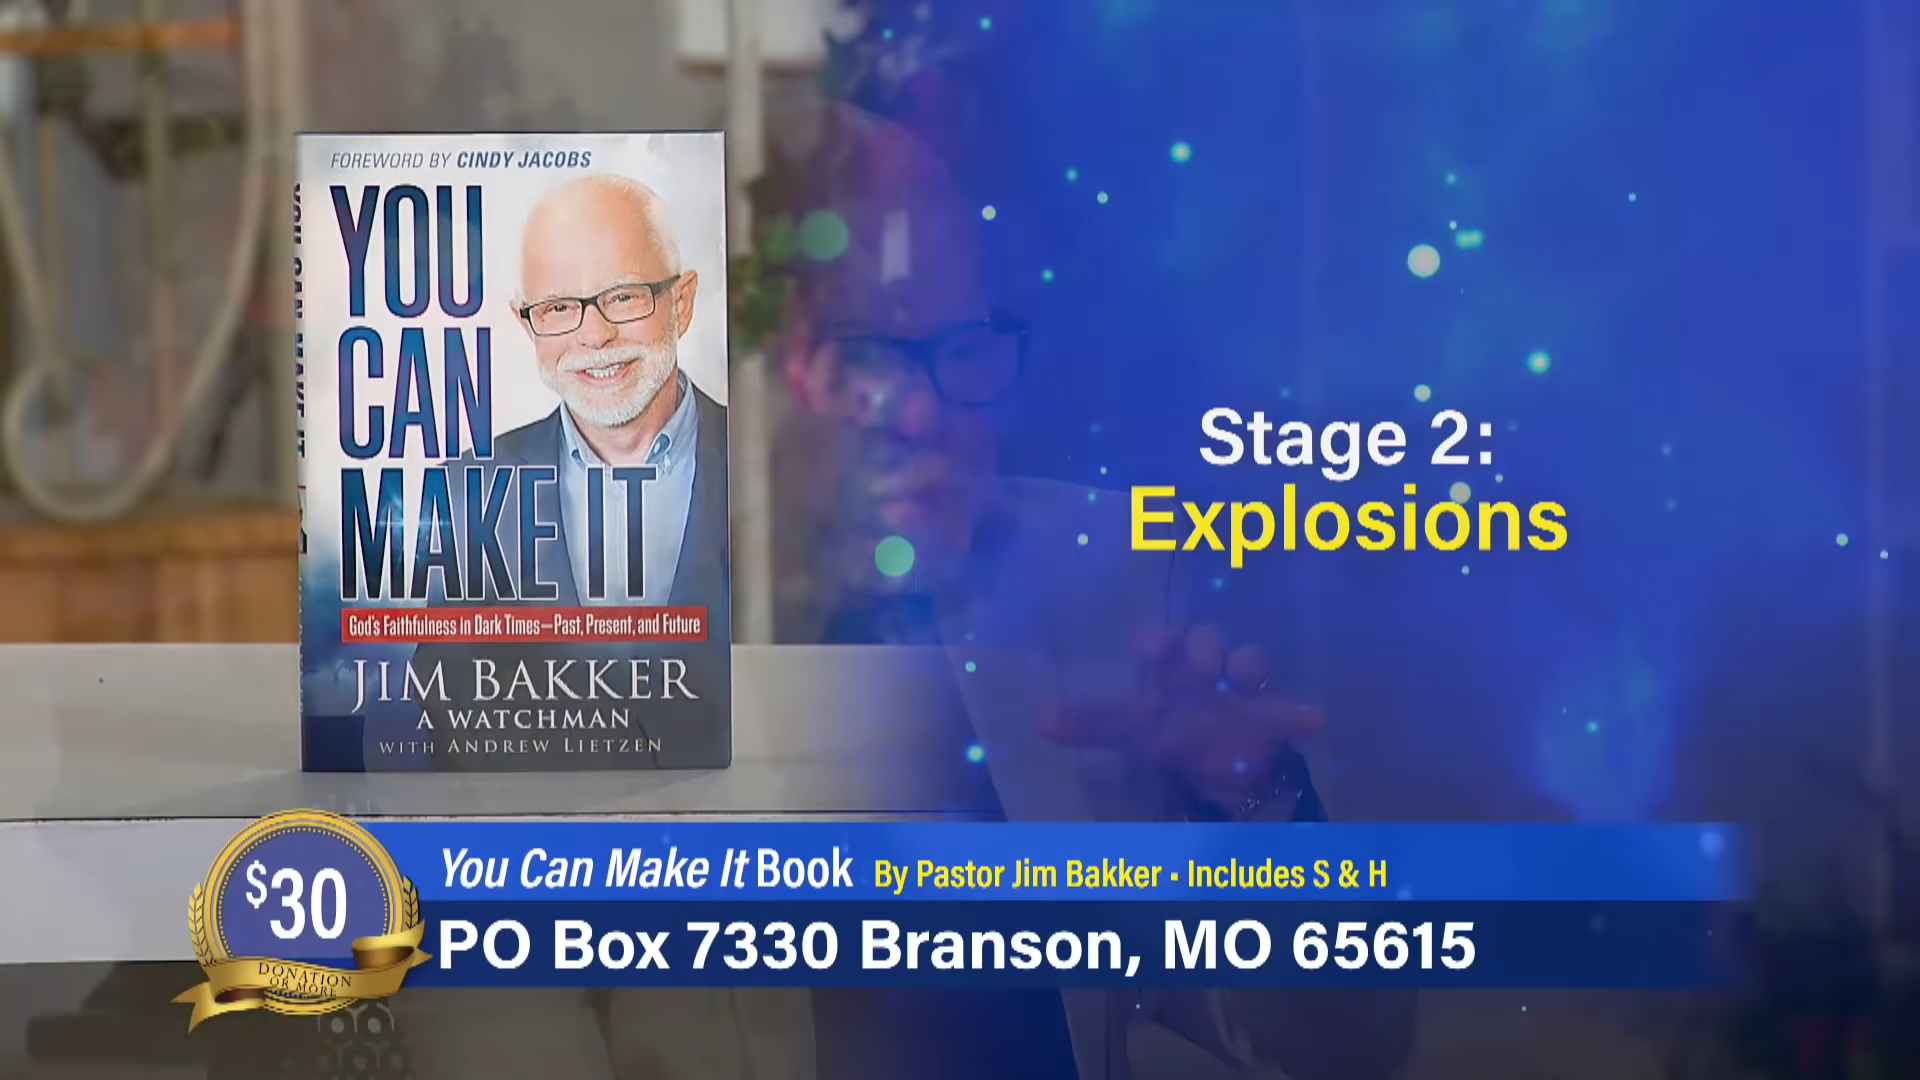 FOREWORD BY CINDY JACOBS
YOU
CAN
MAKE IT
God's Faithfulness in Dark Times—Past, Present, and Future
JIM BAKKER
A WATCHMAN
WITH ANDREW LIETZEN
YOU CAN MAKE IT
Stage 2:
Explosions
$30
DONATION
OR MORE
You Can Make It Book By Pastor Jim Bakker - Includes S & H
PO Box 7330 Branson, MO 65615